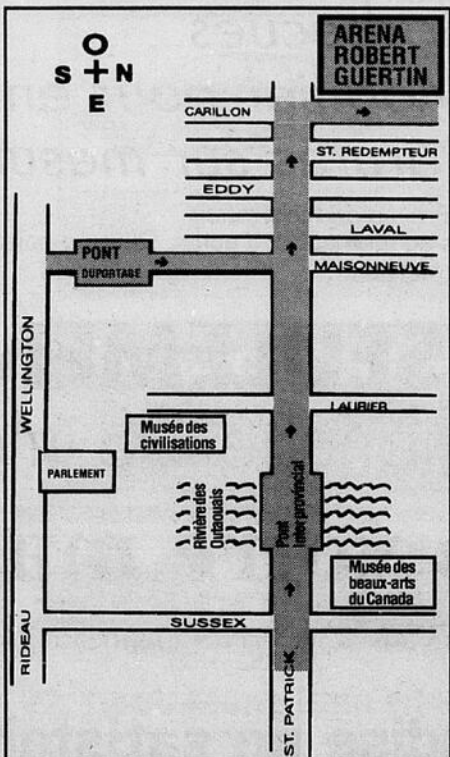 ARENA
ROBERT
GUERTIN
O
S N
E
CARILLON
ST. REDEMPTEUR
EDDY
LAVAL
PONT
DUPORTAGE
MAISONNEUVE
WELLINGTON
LAURIER
Musée des
civilisations
PARLEMENT
Rivière des
Outaouais
Pont
Interprovincial
Musée des
beaux-arts
du Canada
SUSSEX
RIDEAU
ST. PATRICK